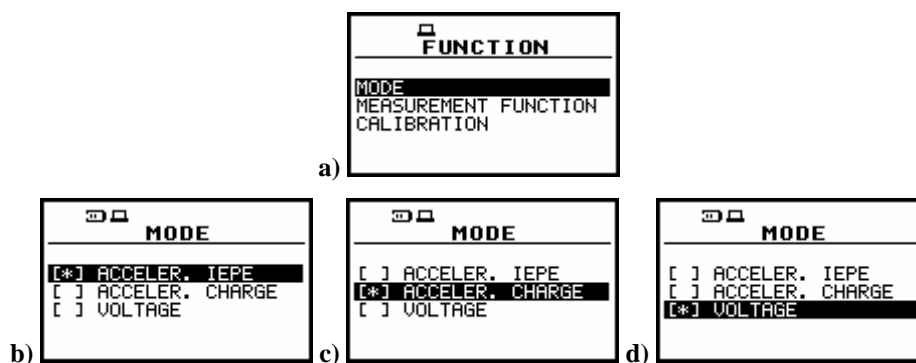 FUNCTION
MODE
MEASUREMENT FUNCTION
CALIBRATION
a)
MODE
[*] ACCELER. IEPE
[ ] ACCELER. CHARGE
[ ] VOLTAGE
b)
MODE
[ ] ACCELER. IEPE
[*] ACCELER. CHARGE
[ ] VOLTAGE
c)
MODE
[ ] ACCELER. IEPE
[ ] ACCELER. CHARGE
[*] VOLTAGE
d)